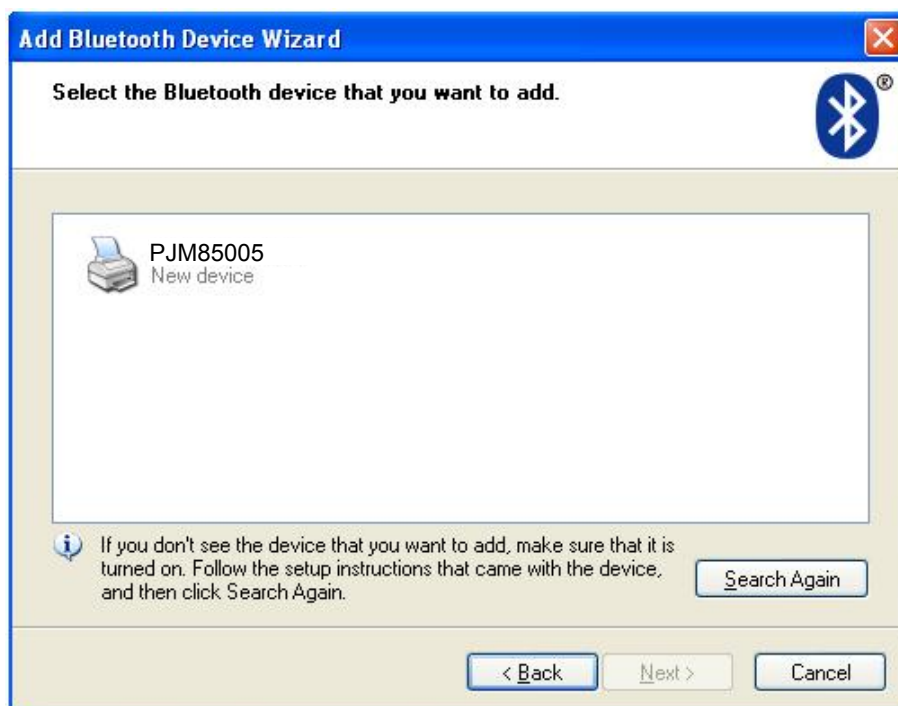 Add Bluetooth Device Wizard
Select the Bluetooth device that you want to add.
®
PJM85005
New device
If you don't see the device that you want to add, make sure that it is
turned on. Follow the setup instructions that came with the device,
and then click Search Again.
Search Again
< Back
Next >
Cancel